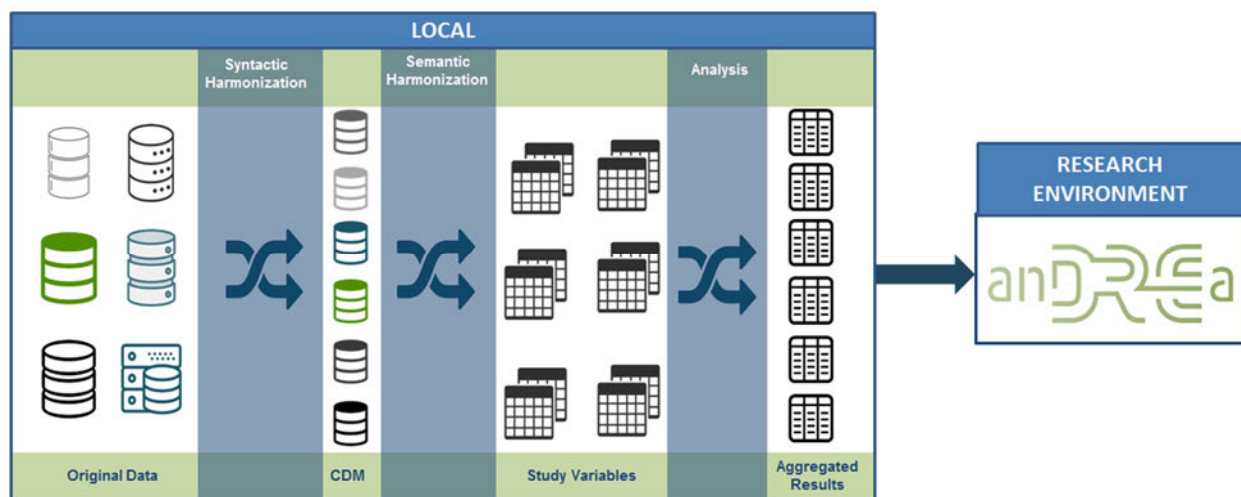 LOCAL
Syntactic
Harmonization
Semantic
Harmonization
Analysis
RESEARCH
ENVIRONMENT
anDREa
Original Data
CDM
Study Variables
Aggregated
Results